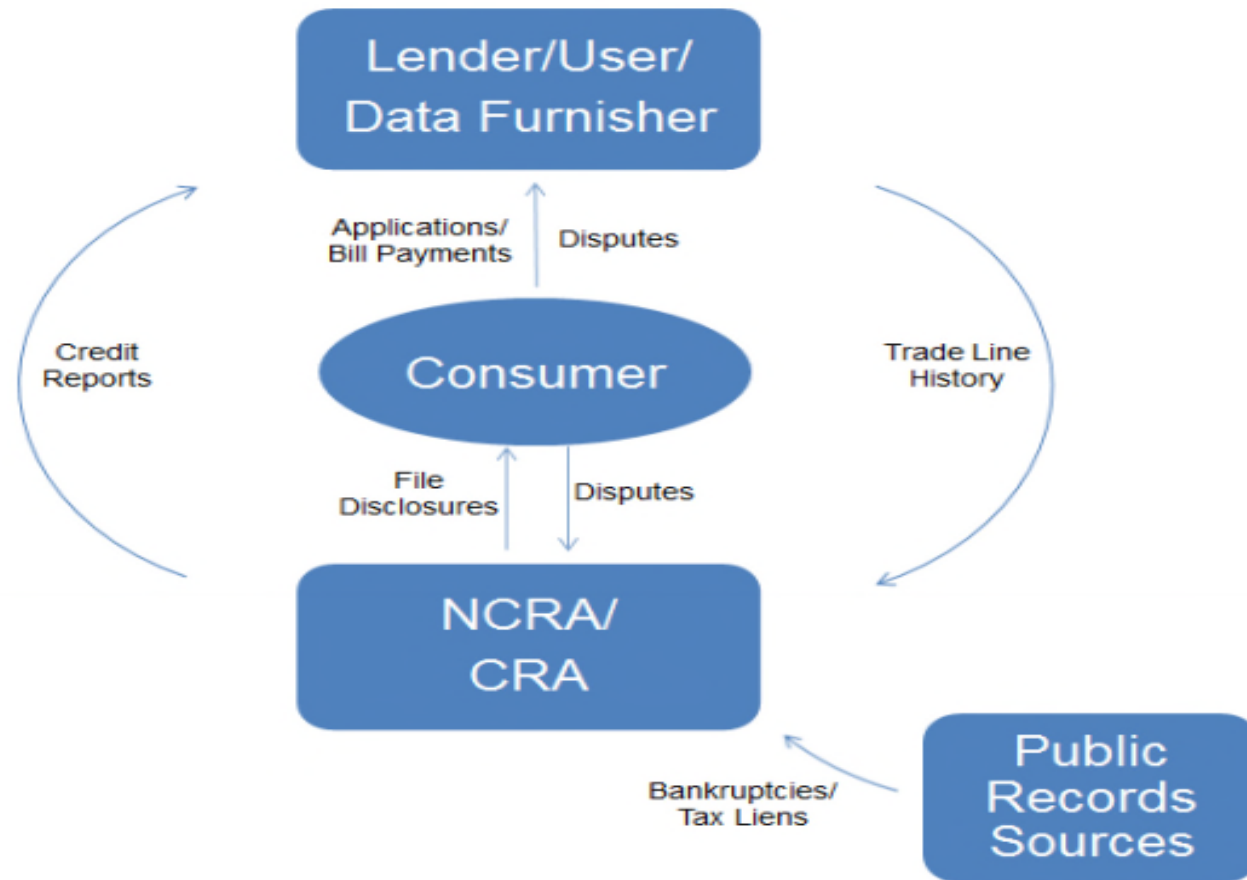 Lender/User/
Data Furnisher
Applications/
Bill Payments
Disputes
Credit
Reports
Consumer
Trade Line
History
File
Disclosures
Disputes
NCRA/
CRA
Bankruptcies/
Tax Liens
Public
Records
Sources